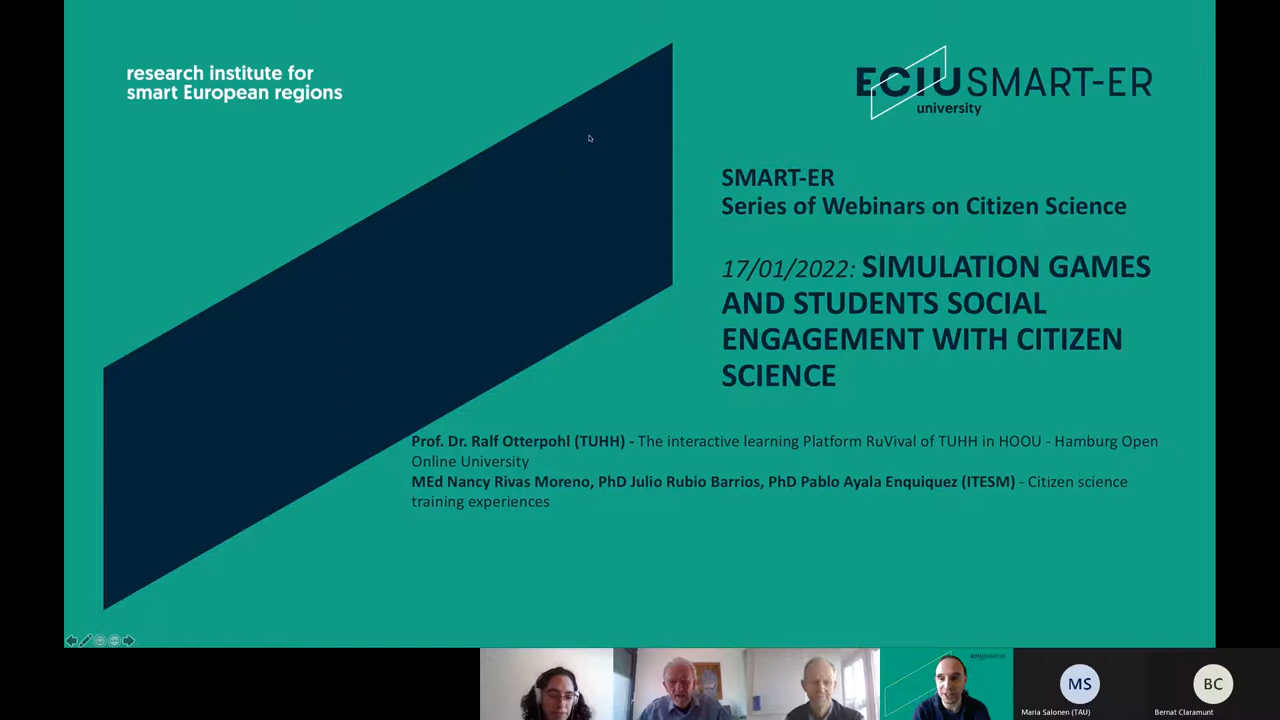 research institute for
smart European regions
ECIU SMART-ER
university
SMART-ER
Series of Webinars on Citizen Science
17/01/2022: SIMULATION GAMES
AND STUDENTS SOCIAL
ENGAGEMENT WITH CITIZEN
SCIENCE
Prof. Dr. Ralf Otterpohl (TUHH) - The interactive learning Platform RuVival of TUHH in HOOU - Hamburg Open
Online University
MEd Nancy Rivas Moreno, PhD Julio Rubio Barrios, PhD Pablo Ayala Enquiquez (ITESM) - Citizen science
training experiences
MS
BC
Maria Salonen (TAU)
Bernat Claramunt